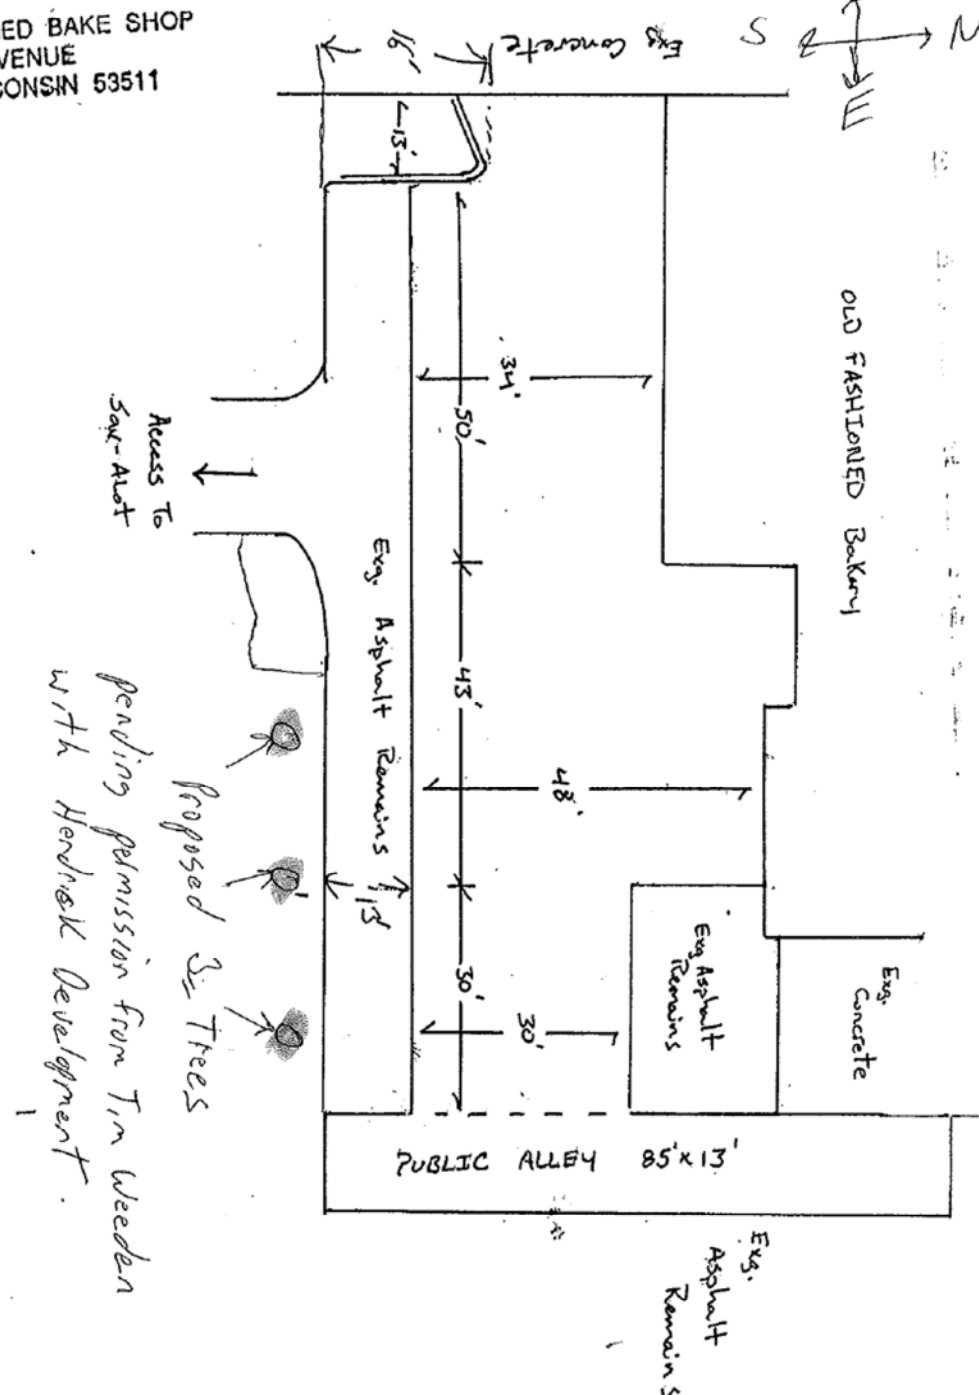 ED BAKE SHOP
VENUE
CONSIN 53511
16'
Exg Concrete
S
N
E
13'
OLD FASHIONED Bakery
34'
50'
Access To
Sav-Alot
Exg. Asphalt Remains
43'
48'
13'
30'
30'
Exg Asphalt
Remains
Exg.
Concrete
Proposed 3 Trees
pending permission from Tim Weeden
with Hendrick Development.
PUBLIC ALLEY 85'x13'
Exg.
Asphalt
Remains